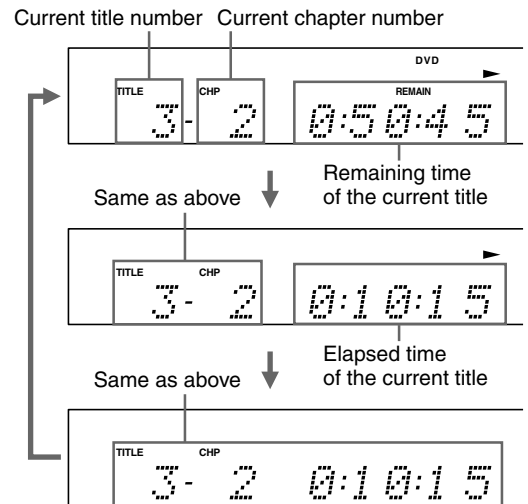 Current title number Current chapter number
DVD
TITLE CHP REMAIN
3- 2 0:50:45
Remaining time
of the current title
Same as above
TITLE CHP
3- 2 0:10:15
Elapsed time
of the current title
Same as above
TITLE CHP
3- 2 0:10:15